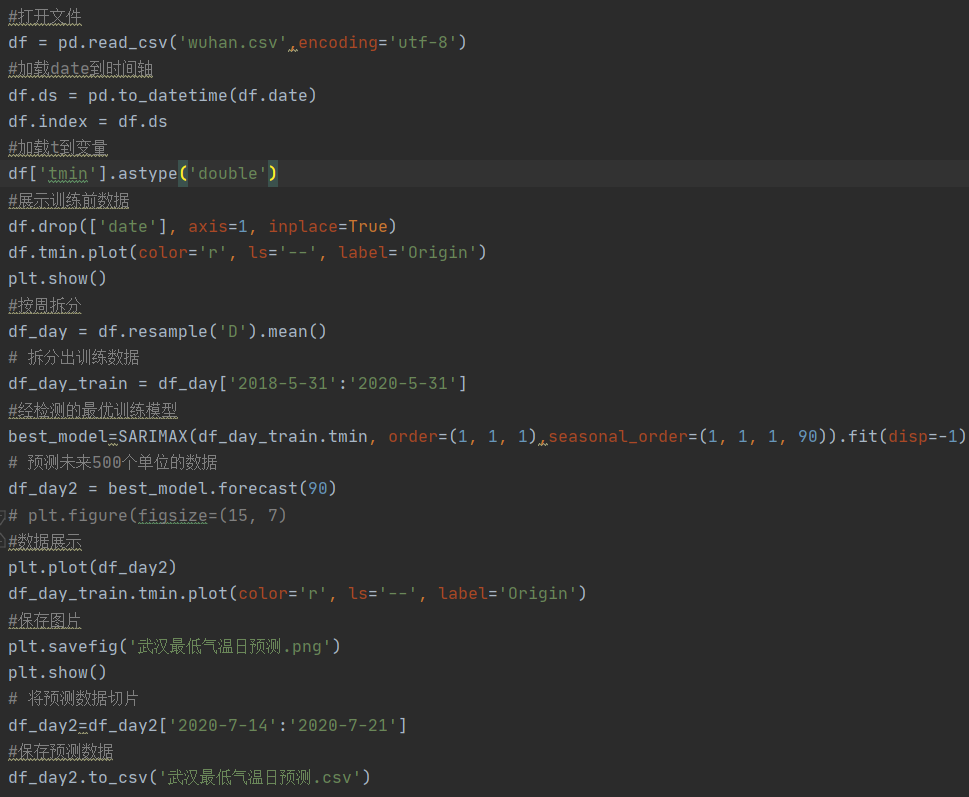 #打开文件
df = pd.read_csv('wuhan.csv',encoding='utf-8')
#加载date到时间轴
df.ds = pd.to_datetime(df.date)
df.index = df.ds
#加载t到变量
df['tmin'].astype('double')
#展示训练前数据
df.drop(['date'], axis=1, inplace=True)
df.tmin.plot(color='r', ls='--', label='Origin')
plt.show()
#按周拆分
df_day = df.resample('D').mean()
# 拆分出训练数据
df_day_train = df_day['2018-5-31':'2020-5-31']
#经检测的最优训练模型
best_model=SARIMAX(df_day_train.tmin, order=(1, 1, 1),seasonal_order=(1, 1, 1, 90)).fit(disp=-1)
# 预测未来500个单位的数据
df_day2 = best_model.forecast(90)
# plt.figure(figsize=(15, 7)
#数据展示
plt.plot(df_day2)
df_day_train.tmin.plot(color='r', ls='--', label='Origin')
#保存图片
plt.savefig('武汉最低气温日预测.png')
plt.show()
# 将预测数据切片
df_day2=df_day2['2020-7-14':'2020-7-21']
#保存预测数据
df_day2.to_csv('武汉最低气温日预测.csv')